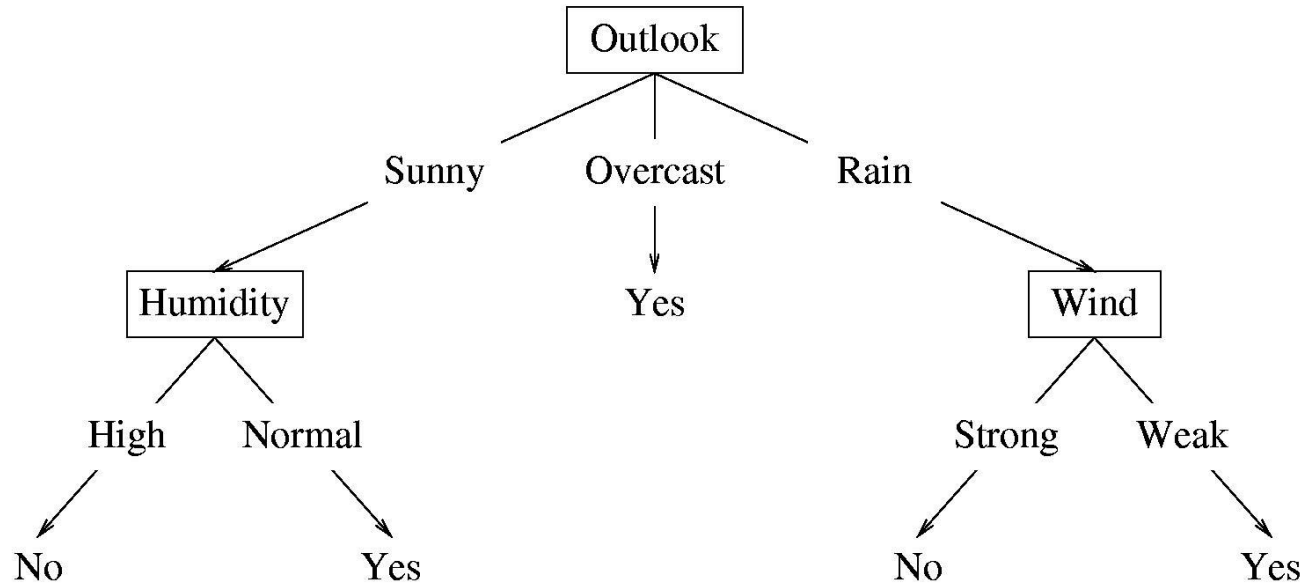 Outlook
Sunny Overcast Rain
Humidity Yes Wind
High Normal Strong Weak
No Yes No Yes